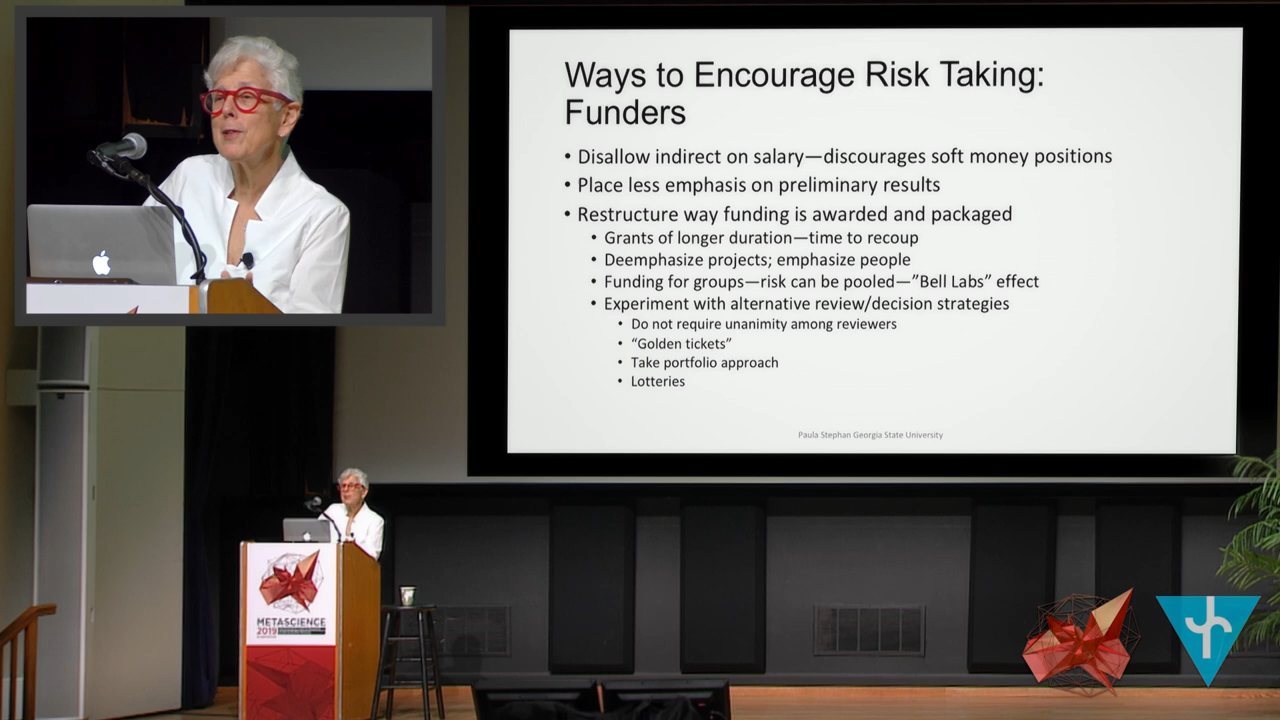 Ways to Encourage Risk Taking:
Funders
• Disallow indirect on salary—discourages soft money positions
• Place less emphasis on preliminary results
• Restructure way funding is awarded and packaged
• Grants of longer duration—time to recoup
• Deemphasize projects; emphasize people
• Funding for groups—risk can be pooled—”Bell Labs” effect
• Experiment with alternative review/decision strategies
• Do not require unanimity among reviewers
• “Golden tickets”
• Take portfolio approach
• Lotteries
Paula Stephan Georgia State University
METASCIENCE
2019